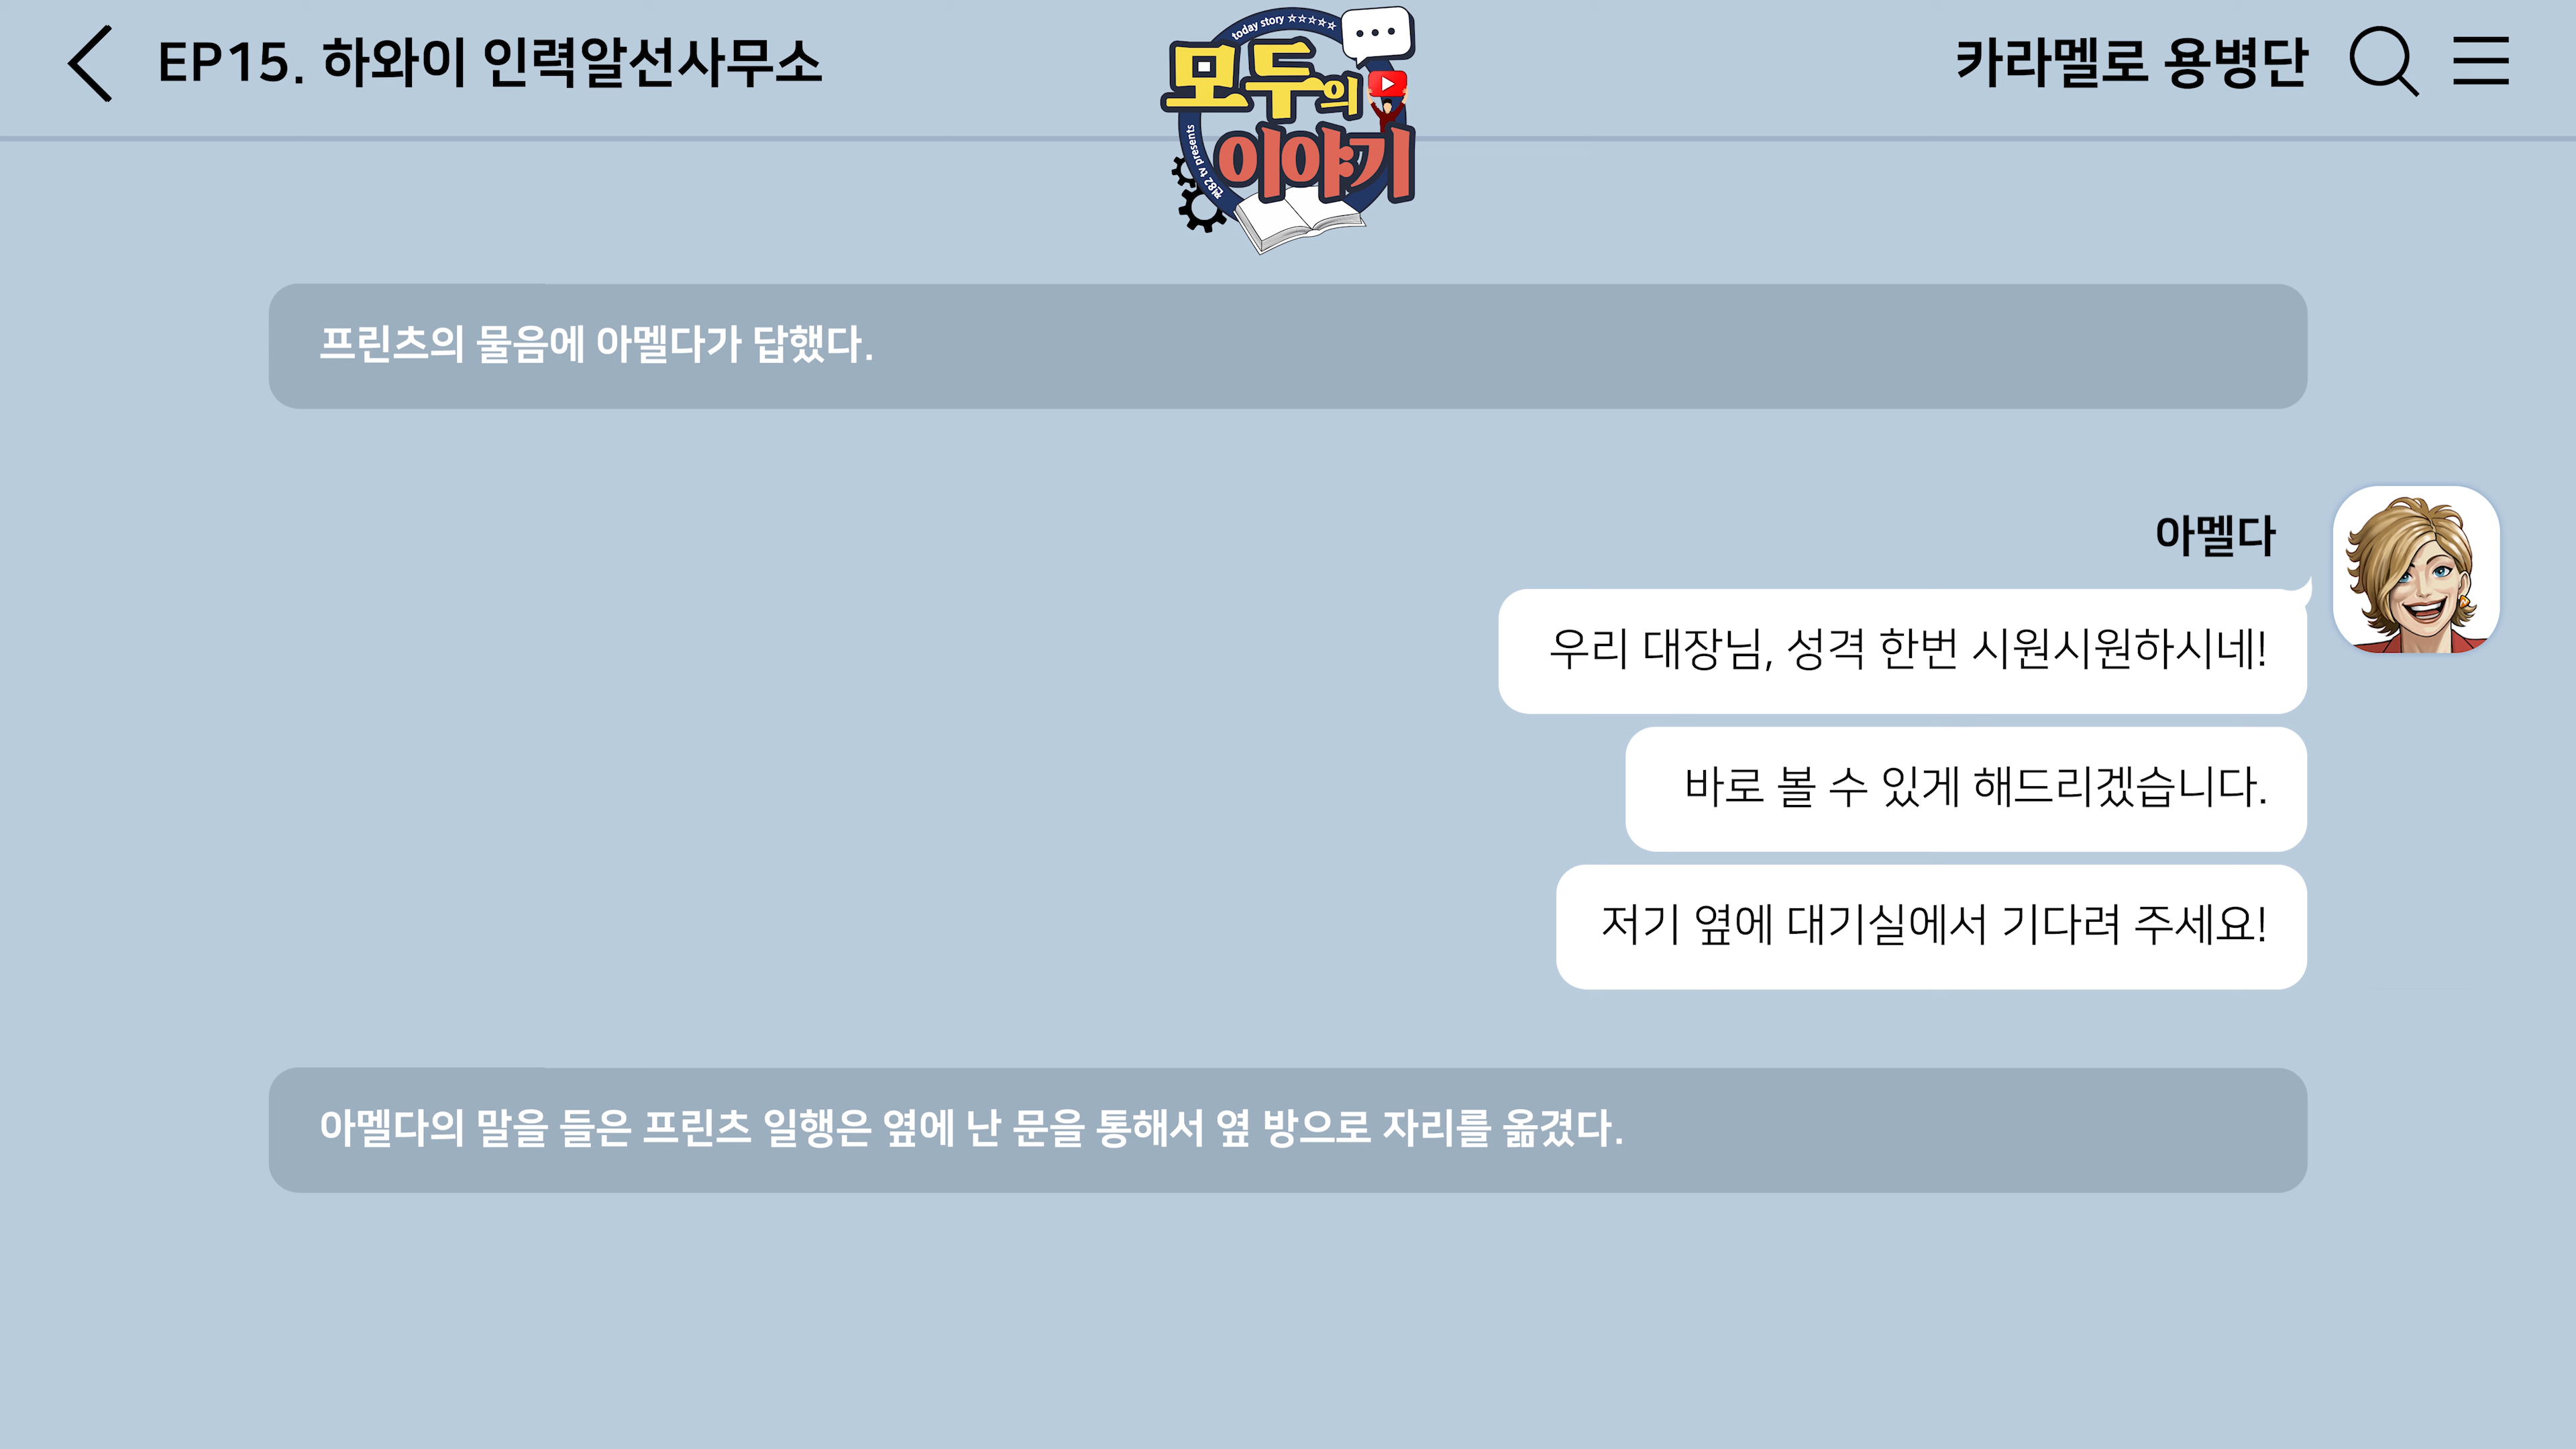 EP15. 하와이 인력알선사무소
today story ☆☆☆☆☆
모두의
이야기
카라멜로 용병단
프린츠의 물음에 아멜다가 답했다.
아멜다
우리 대장님, 성격 한번 시원시원하시네!
바로 볼 수 있게 해드리겠습니다.
저기 옆에 대기실에서 기다려 주세요!
아멜다의 말을 들은 프린츠 일행은 옆에 난 문을 통해서 옆 방으로 자리를 옮겼다.